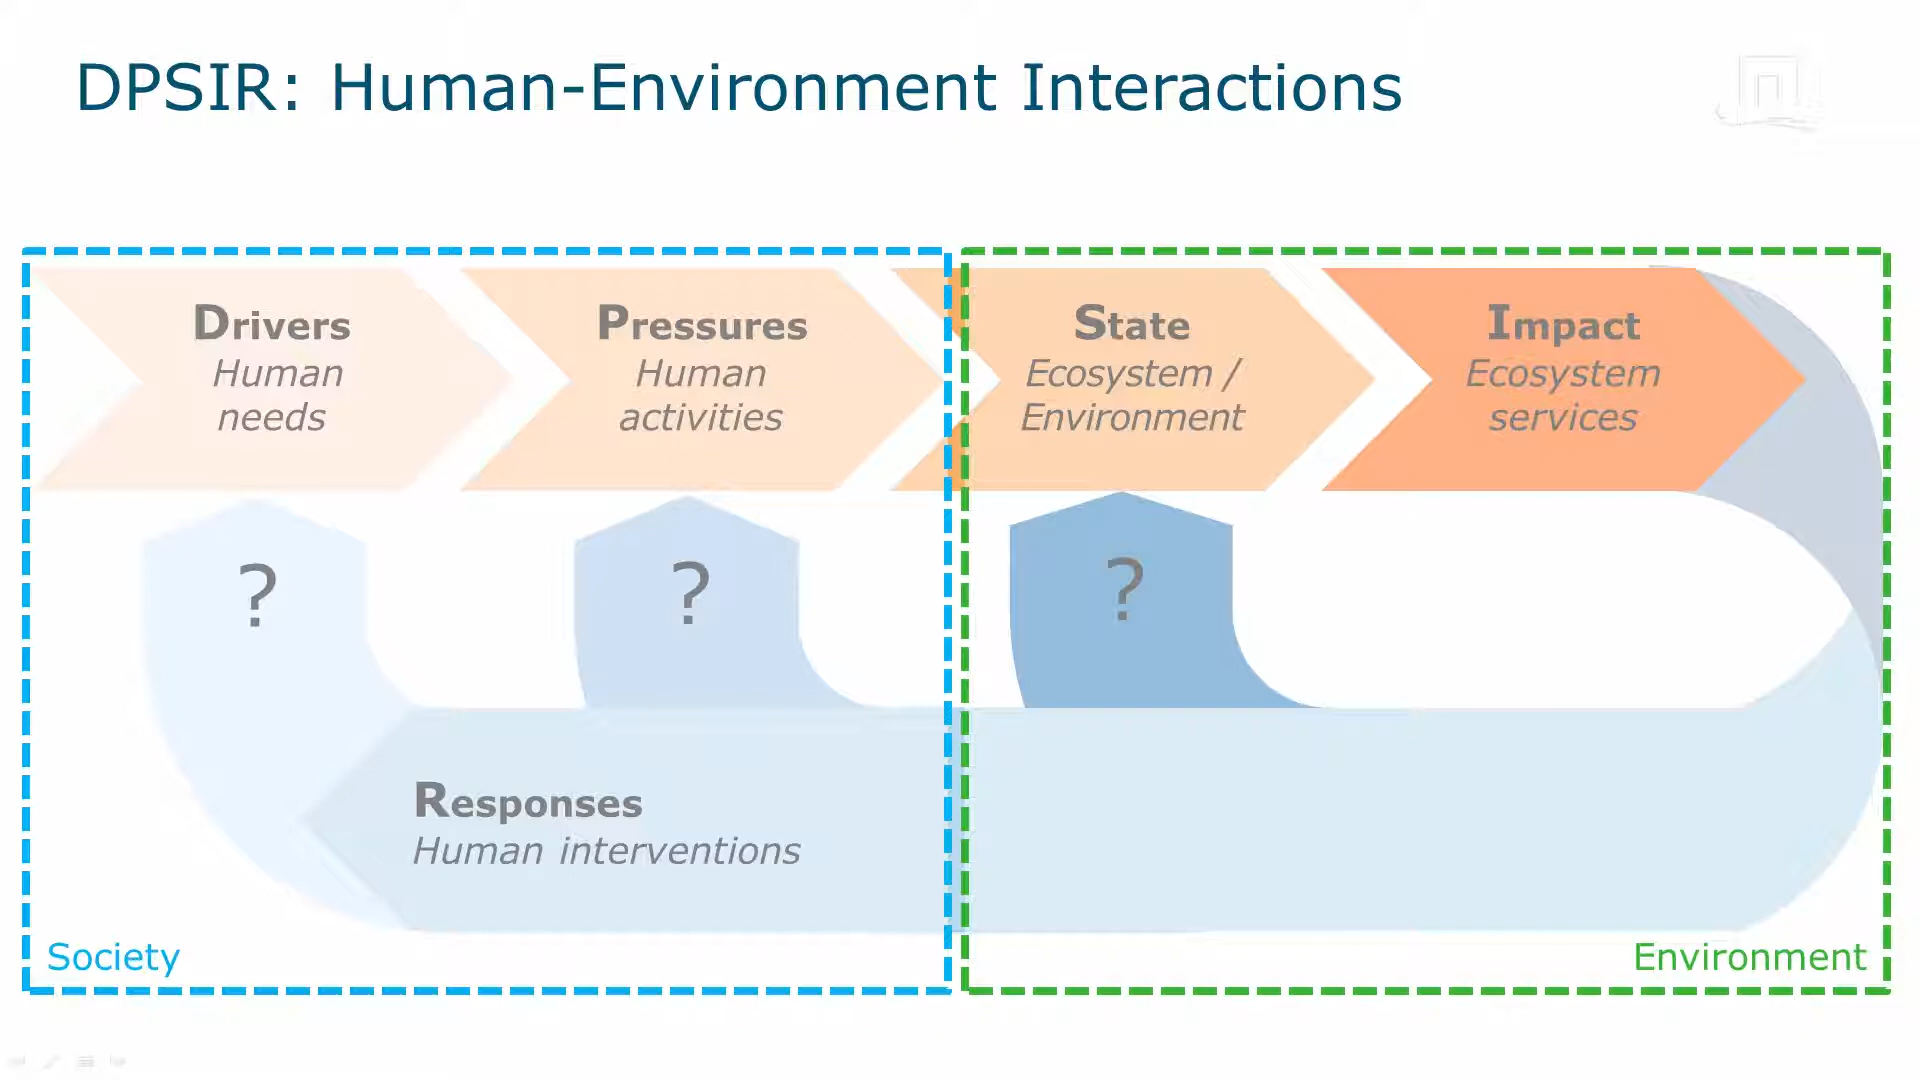 DPSIR: Human-Environment Interactions
Drivers
Human
needs
Pressures
Human
activities
State
Ecosystem /
Environment
Impact
Ecosystem
services
?
?
?
Responses
Human interventions
Society
Environment